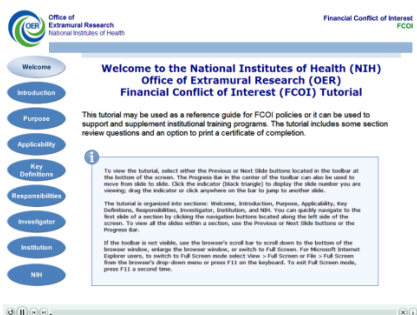 Office of
Extramural Research
National Institutes of Health
OER
Financial Conflict of Interest
FCOI
Welcome
Introduction
Purpose
Applicability
Key
Definitions
Responsibilities
Investigator
Institution
NIH
Welcome to the National Institutes of Health (NIH)
Office of Extramural Research (OER)
Financial Conflict of Interest (FCOI) Tutorial
This tutorial may be used as a reference guide for FCOI policies or it can be used to
support and supplement institutional training programs. The tutorial includes some section
review questions and an option to print a certificate of completion.
To view the tutorial, select either the Previous or Next Slide buttons located in the toolbar at
the bottom of the screen. The Progress Bar in the center of the toolbar can also be used to
move from slide to slide. Click the indicator (black triangle) to display the slide number you are
viewing; drag the indicator or click anywhere on the bar to jump to another slide.
The tutorial is organized into sections: Welcome, Introduction, Purpose, Applicability, Key
Definitions, Responsibilities, Investigator, Institution, and NIH. You can quickly navigate to the
first slide of a section by clicking the navigation buttons located along the left side of the
screen. To view all the slides within a section, use the Previous or Next Slide buttons or the
Progress Bar.
If the toolbar is not visible, use the browser's scroll bar to scroll down to the bottom of the
browser window, enlarge the browser window, or switch to Full Screen. For Microsoft Internet
Explorer users, to switch to Full Screen mode select View > Full Screen or File > Full Screen
from the browser's drop-down menu or press F11 on the keyboard. To exit Full Screen mode,
press F11 a second time.